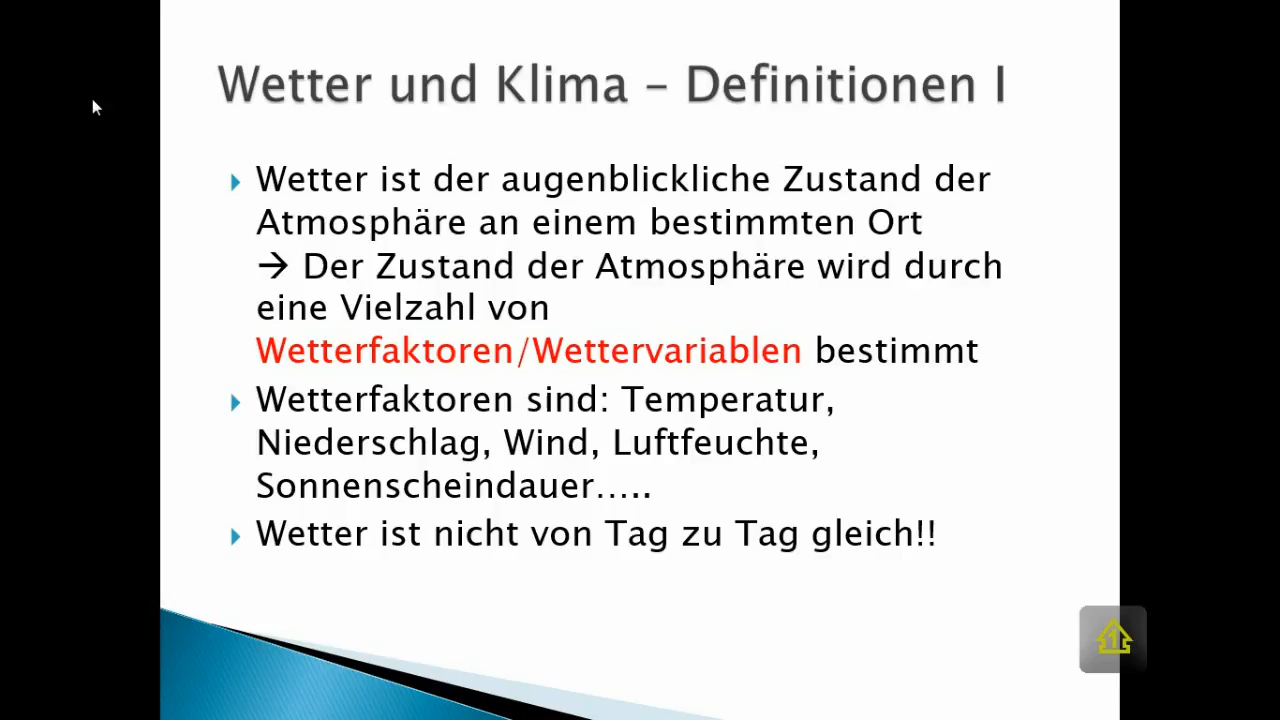 Wetter und Klima – Definitionen I
Wetter ist der augenblickliche Zustand der
Atmosphäre an einem bestimmten Ort
→ Der Zustand der Atmosphäre wird durch
eine Vielzahl von
Wetterfaktoren/Wettervariablen bestimmt
Wetterfaktoren sind: Temperatur,
Niederschlag, Wind, Luftfeuchte,
Sonnenscheindauer…..
Wetter ist nicht von Tag zu Tag gleich!!
1